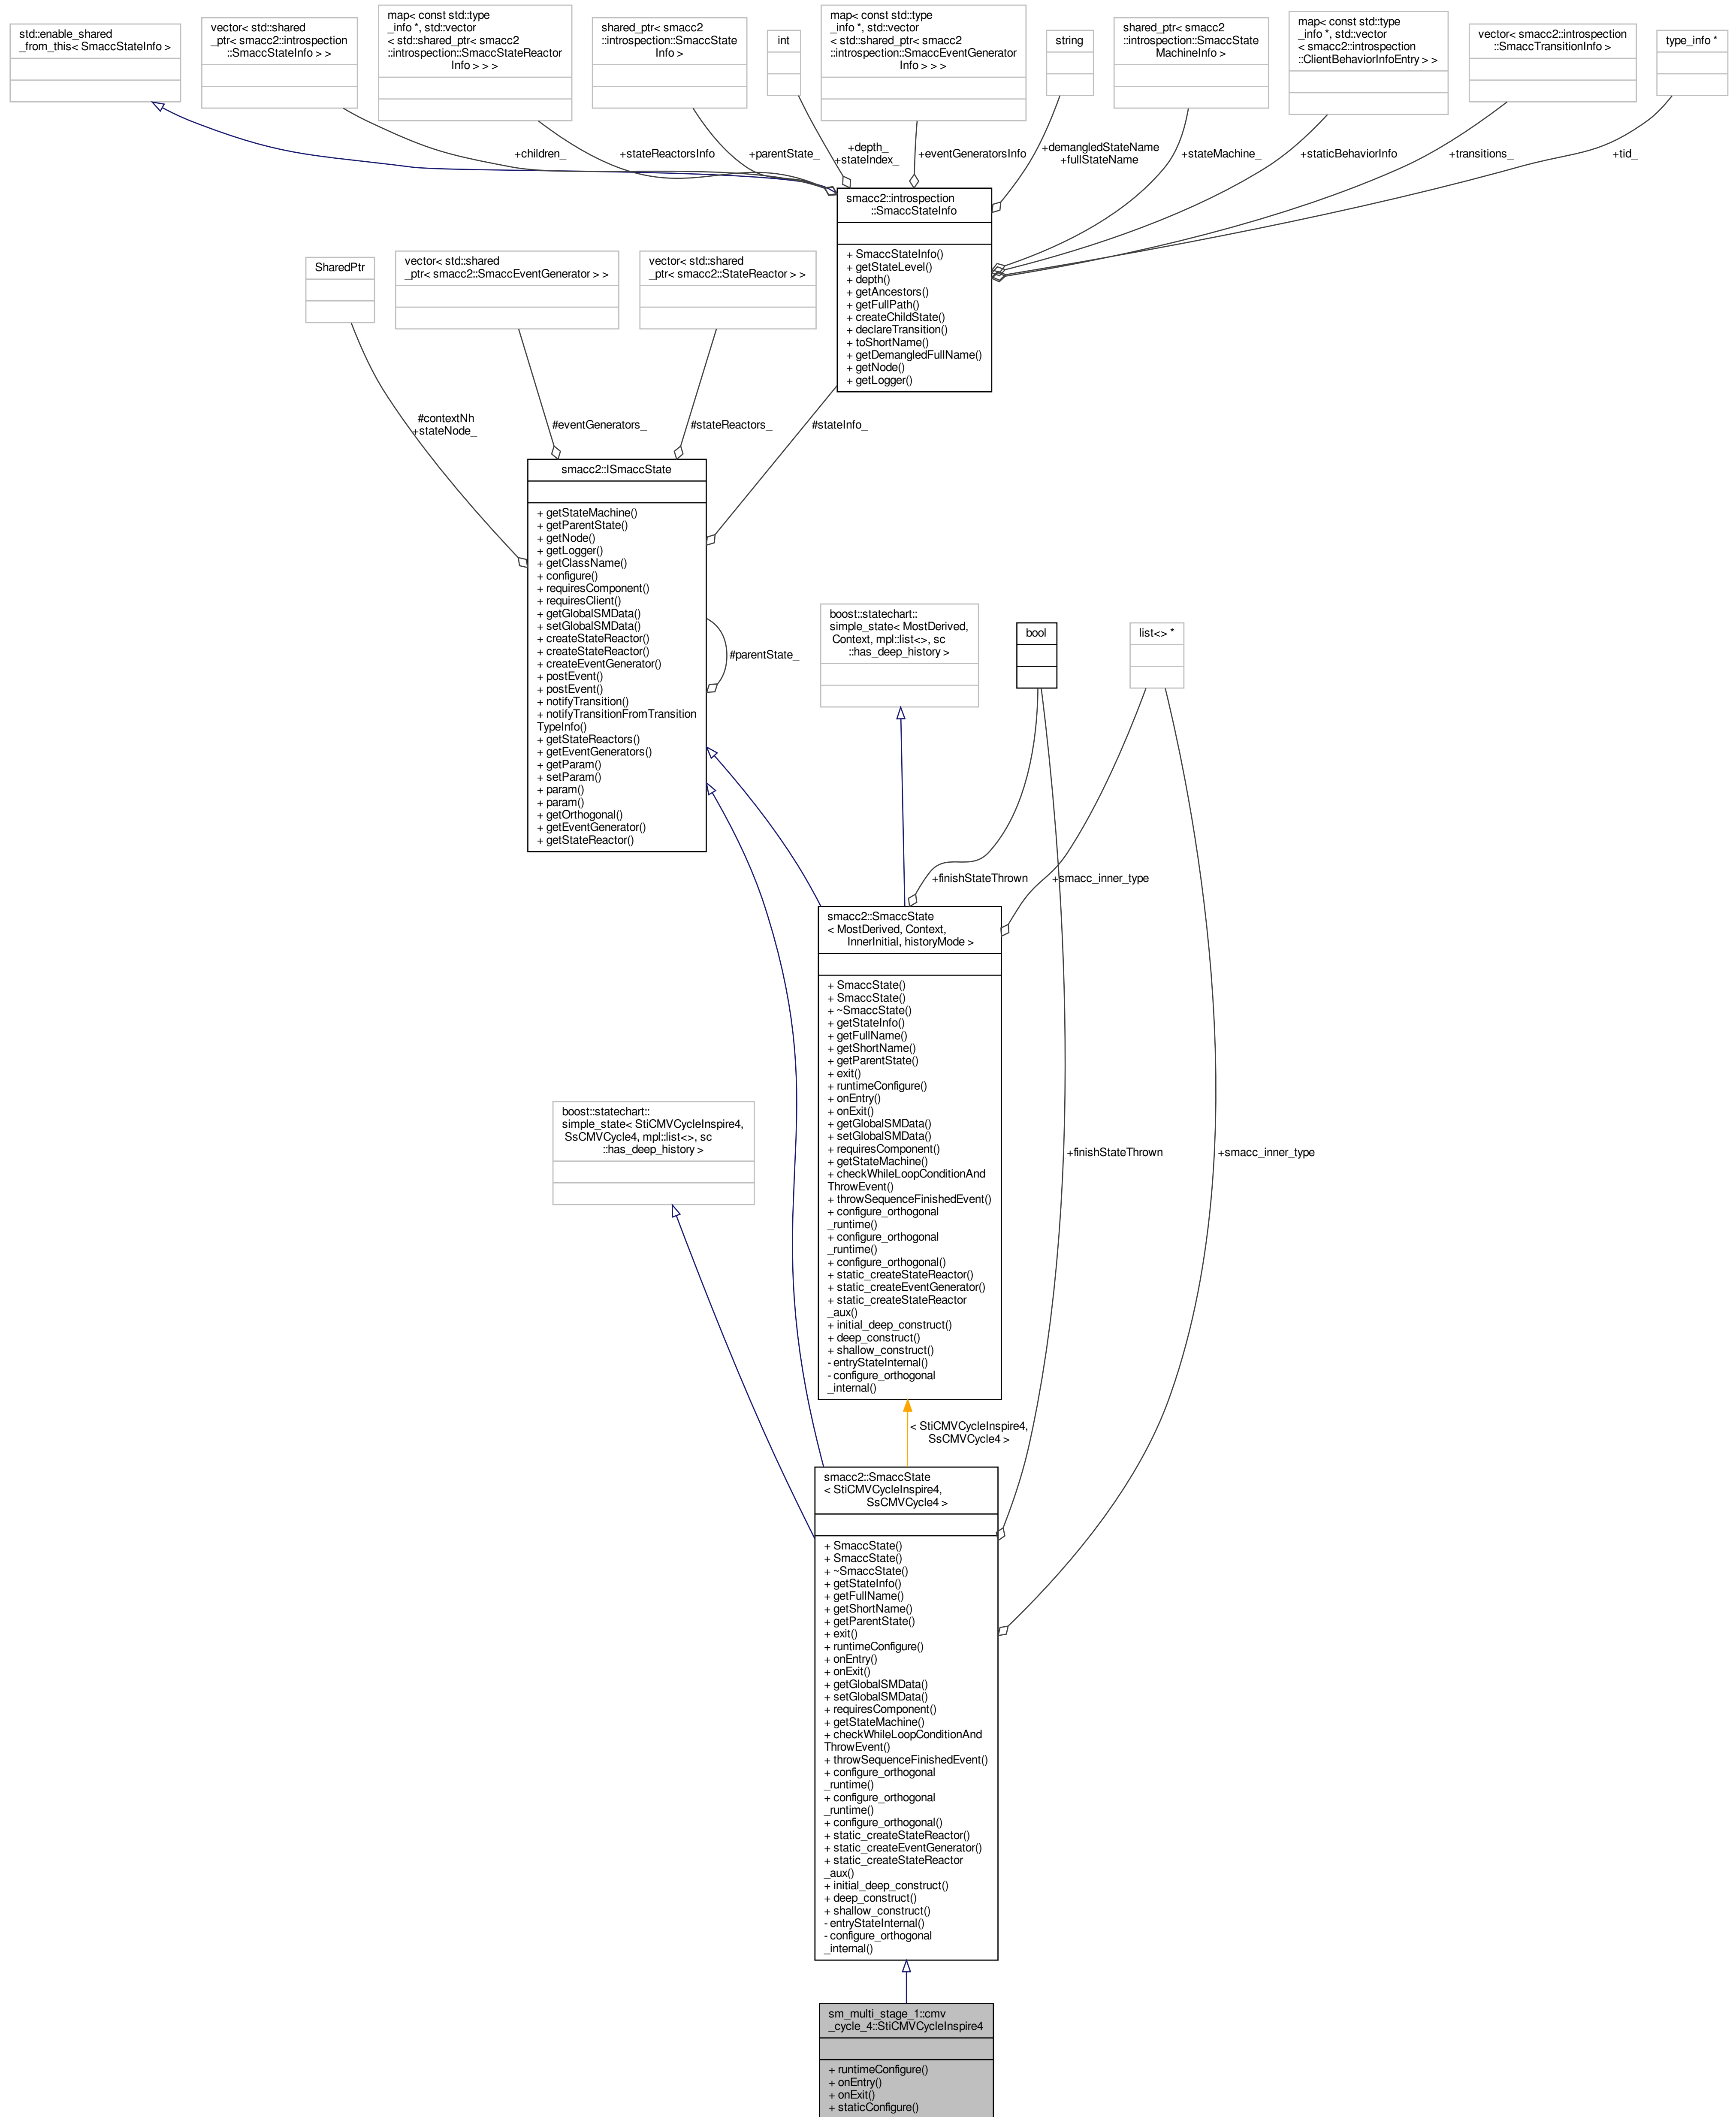 std::enable_shared
_from_this< SmaccStateInfo >
vector< std::shared
_ptr< smacc2::introspection
::SmaccStateInfo > >
map< const std::type
_info *, std::vector
< std::shared_ptr< smacc2
::introspection::SmaccStateReactor
Info > > >
shared_ptr< smacc2
::introspection::SmaccState
Info >
int
map< const std::type
_info *, std::vector
< std::shared_ptr< smacc2
::introspection::SmaccEventGenerator
Info > > >
string
shared_ptr< smacc2
::introspection::SmaccState
MachineInfo >
map< const std::type
_info *, std::vector
< smacc2::introspection
::ClientBehaviorInfoEntry > >
vector< smacc2::introspection
::SmaccTransitionInfo >
type_info *
+children_
+stateReactorsInfo
+parentState_
+depth_
+stateIndex_
+eventGeneratorsInfo
+demangledStateName
+fullStateName
+stateMachine_
+staticBehaviorInfo
+transitions_
+tid_
smacc2::introspection
::SmaccStateInfo
+ SmaccStateInfo()
+ getStateLevel()
+ depth()
+ getAncestors()
+ getFullPath()
+ createChildState()
+ declareTransition()
+ toShortName()
+ getDemangledFullName()
+ getNode()
+ getLogger()
SharedPtr
vector< std::shared
_ptr< smacc2::SmaccEventGenerator > >
vector< std::shared
_ptr< smacc2::StateReactor > >
#contextNh
+stateNode_
#eventGenerators_
#stateReactors_
#stateInfo_
smacc2::ISmaccState
+ getStateMachine()
+ getParentState()
+ getNode()
+ getLogger()
+ getClassName()
+ configure()
+ requiresComponent()
+ requiresClient()
+ getGlobalSMData()
+ setGlobalSMData()
+ createStateReactor()
+ createStateReactor()
+ createEventGenerator()
+ postEvent()
+ postEvent()
+ notifyTransition()
+ notifyTransitionFromTransition
TypeInfo()
+ getStateReactors()
+ getEventGenerators()
+ getParam()
+ setParam()
+ param()
+ param()
+ getOrthogonal()
+ getEventGenerator()
+ getStateReactor()
#parentState_
boost::statechart::
simple_state< MostDerived,
Context, mpl::list<>, sc
::has_deep_history >
bool
list<> *
+finishStateThrown
+smacc_inner_type
smacc2::SmaccState
< MostDerived, Context,
InnerInitial, historyMode >
+ SmaccState()
+ SmaccState()
+ ~SmaccState()
+ getStateInfo()
+ getFullName()
+ getShortName()
+ getParentState()
+ exit()
+ runtimeConfigure()
+ onEntry()
+ onExit()
+ getGlobalSMData()
+ setGlobalSMData()
+ requiresComponent()
+ getStateMachine()
+ checkWhileLoopConditionAnd
ThrowEvent()
+ throwSequenceFinishedEvent()
+ configure_orthogonal
_runtime()
+ configure_orthogonal
_runtime()
+ configure_orthogonal()
+ static_createStateReactor()
+ static_createEventGenerator()
+ static_createStateReactor
_aux()
+ initial_deep_construct()
+ deep_construct()
+ shallow_construct()
- entryStateInternal()
- configure_orthogonal
_internal()
boost::statechart::
simple_state< StiCMVCycleInspire4,
SsCMVCycle4, mpl::list<>, sc
::has_deep_history >
+finishStateThrown
+smacc_inner_type
< StiCMVCycleInspire4,
SsCMVCycle4 >
smacc2::SmaccState
< StiCMVCycleInspire4,
SsCMVCycle4 >
+ SmaccState()
+ SmaccState()
+ ~SmaccState()
+ getStateInfo()
+ getFullName()
+ getShortName()
+ getParentState()
+ exit()
+ runtimeConfigure()
+ onEntry()
+ onExit()
+ getGlobalSMData()
+ setGlobalSMData()
+ requiresComponent()
+ getStateMachine()
+ checkWhileLoopConditionAnd
ThrowEvent()
+ throwSequenceFinishedEvent()
+ configure_orthogonal
_runtime()
+ configure_orthogonal
_runtime()
+ configure_orthogonal()
+ static_createStateReactor()
+ static_createEventGenerator()
+ static_createStateReactor
_aux()
+ initial_deep_construct()
+ deep_construct()
+ shallow_construct()
- entryStateInternal()
- configure_orthogonal
_internal()
sm_multi_stage_1::cmv
_cycle_4::StiCMVCycleInspire4
+ runtimeConfigure()
+ onEntry()
+ onExit()
+ staticConfigure()